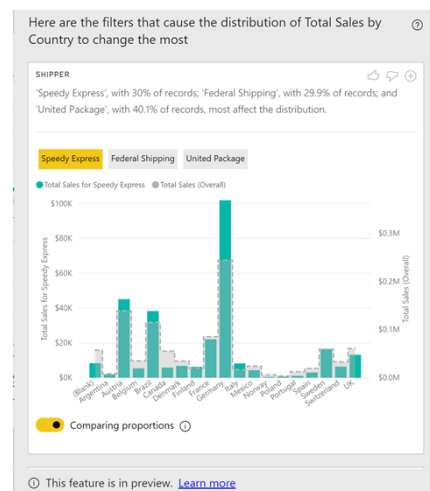 Here are the filters that cause the distribution of Total Sales by
Country to change the most
SHIPPER
'Speedy Express', with 30% of records; 'Federal Shipping', with 29.9% of records; and
'United Package', with 40.1% of records, most affect the distribution.
Speedy Express Federal Shipping United Package
Total Sales for Speedy Express Total Sales (Overall)
Total Sales for Speedy Express
$100K
$80K
$60K
$40K
$20K
$0K
$0.3M
$0.2M
$0.1M
$0.0M
Total Sales (Overall)
(Blank)
Argentina
Austria
Belgium
Brazil
Canada
Denmark
Finland
France
Germany
Italy
Mexico
Norway
Poland
Portugal
Spain
Sweden
Switzerland
UK
Comparing proportions
This feature is in preview. Learn more